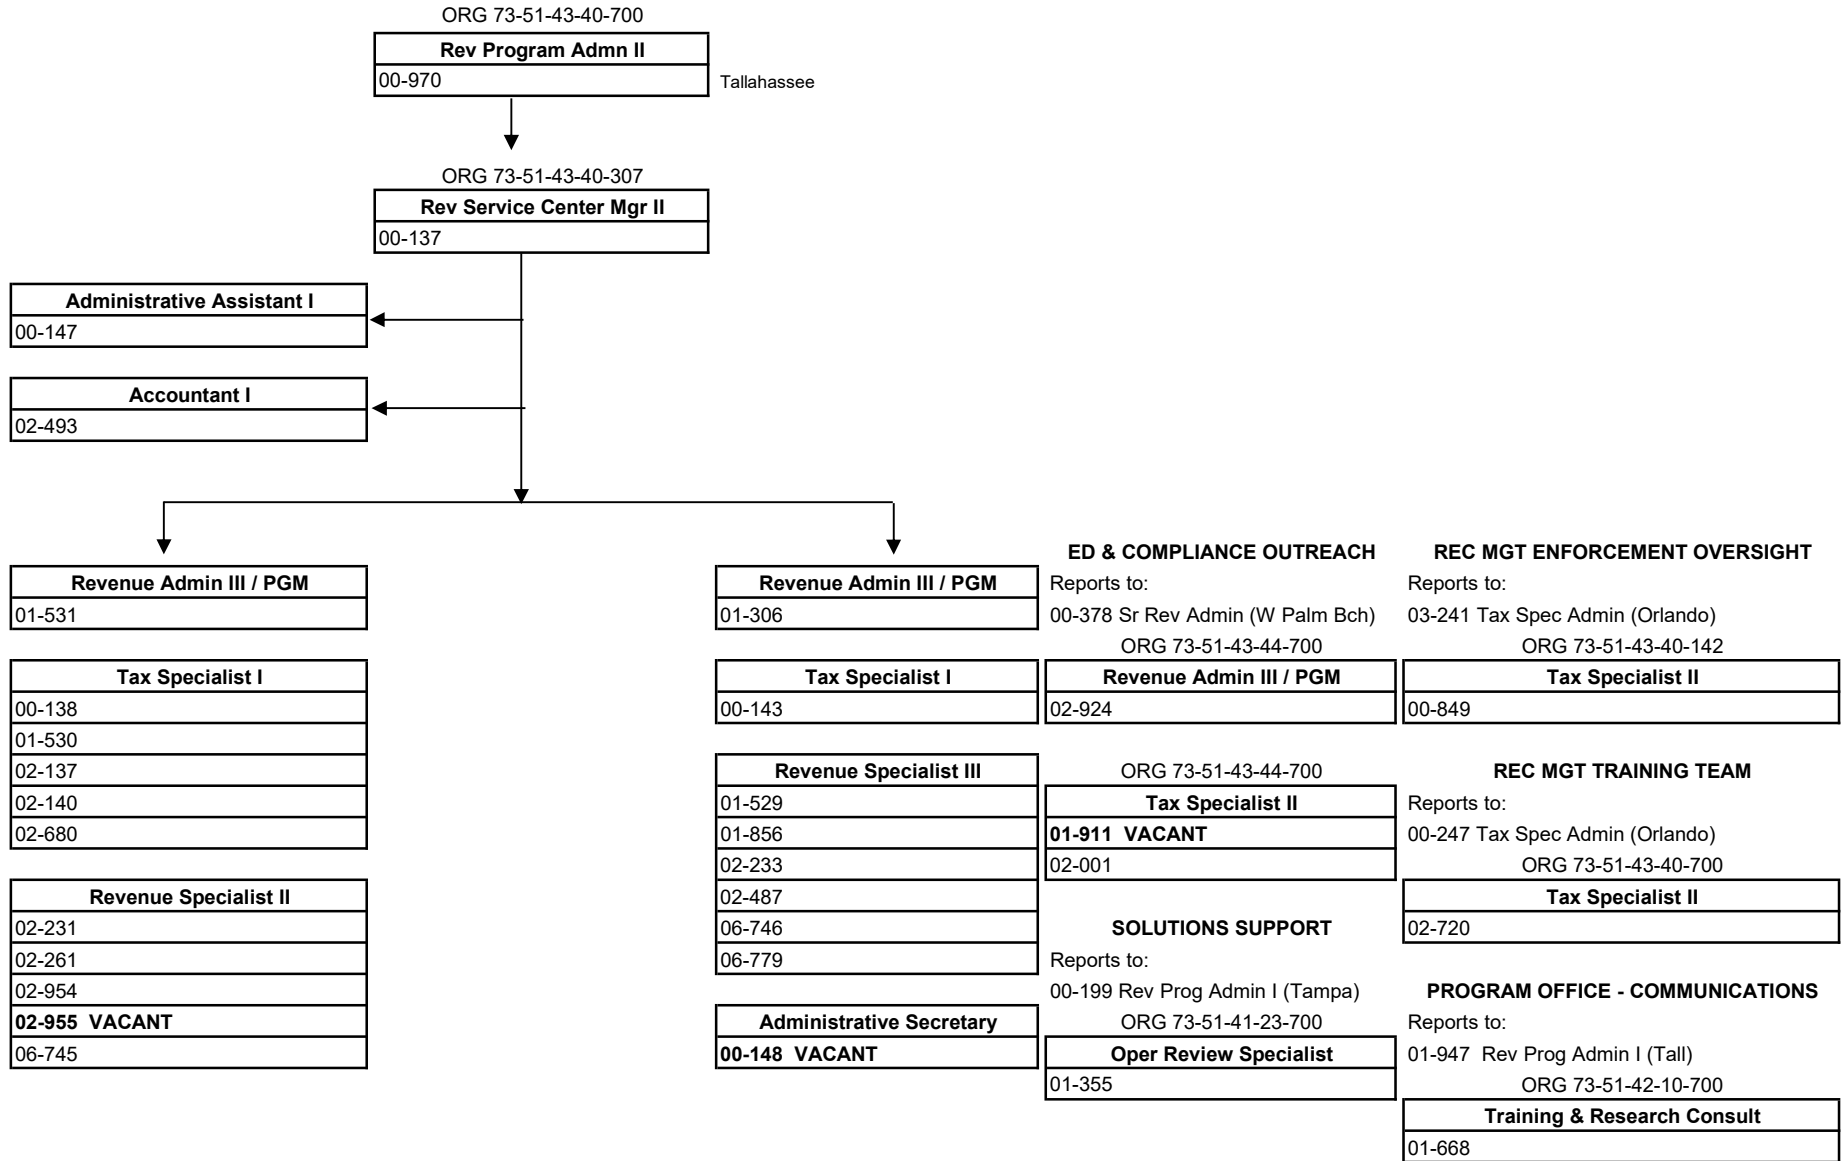 ORG 73-51-43-40-700
Rev Program Admn II
00-970
Tallahassee
ORG 73-51-43-40-307
Rev Service Center Mgr II
00-137
Administrative Assistant I
00-147
Accountant I
02-493
Revenue Admin III / PGM
01-531
Tax Specialist I
00-138
01-530
02-137
02-140
02-680
Revenue Specialist II
02-231
02-261
02-954
02-955 VACANT
06-745
Revenue Admin III / PGM
01-306
Tax Specialist I
00-143
Revenue Specialist III
01-529
01-856
02-233
02-487
06-746
06-779
Administrative Secretary
00-148 VACANT
ED & COMPLIANCE OUTREACH
Reports to:
00-378 Sr Rev Admin (W Palm Bch)
ORG 73-51-43-44-700
Revenue Admin III / PGM
02-924
ORG 73-51-43-44-700
Tax Specialist II
01-911 VACANT
02-001
SOLUTIONS SUPPORT
Reports to:
00-199 Rev Prog Admin I (Tampa)
ORG 73-51-41-23-700
Oper Review Specialist
01-355
REC MGT ENFORCEMENT OVERSIGHT
Reports to:
03-241 Tax Spec Admin (Orlando)
ORG 73-51-43-40-142
Tax Specialist II
00-849
REC MGT TRAINING TEAM
Reports to:
00-247 Tax Spec Admin (Orlando)
ORG 73-51-43-40-700
Tax Specialist II
02-720
PROGRAM OFFICE - COMMUNICATIONS
Reports to:
01-947 Rev Prog Admin I (Tall)
ORG 73-51-42-10-700
Training & Research Consult
01-668